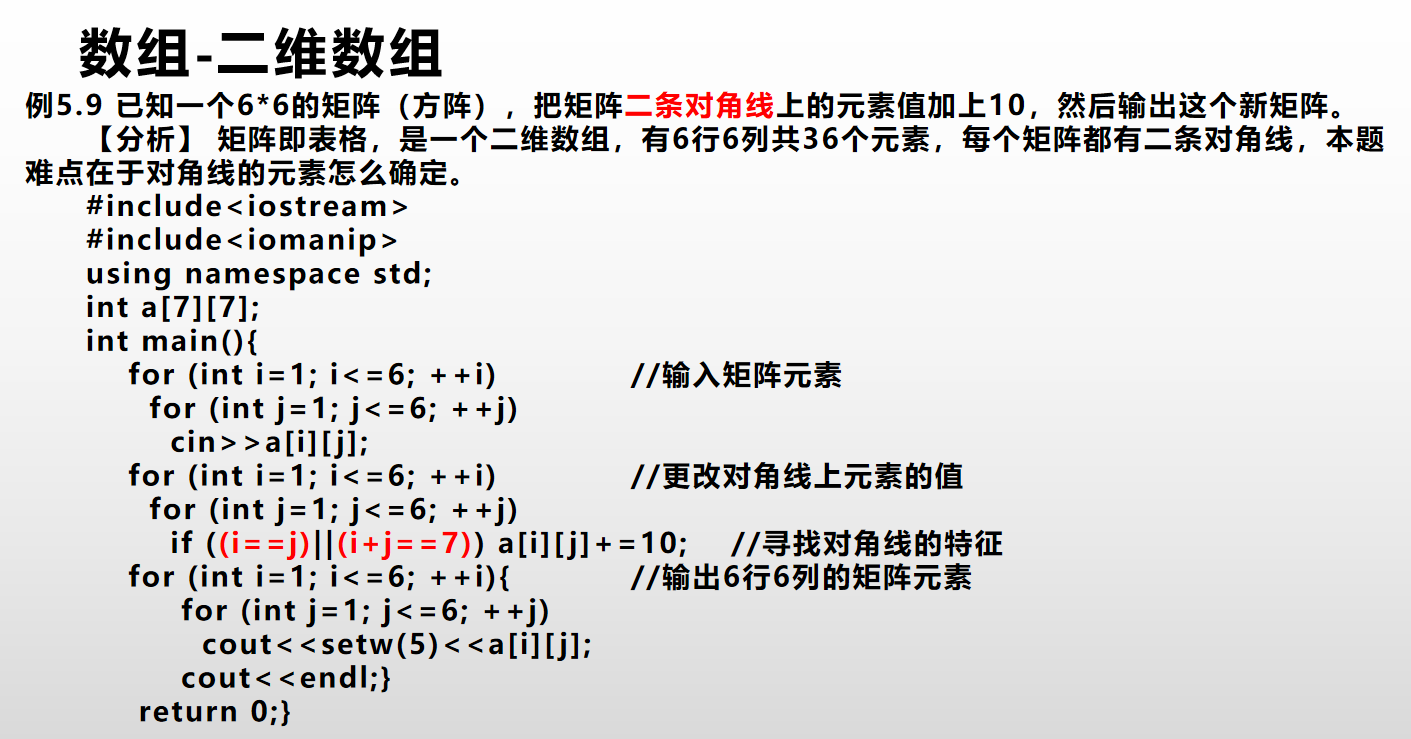 数组-二维数组
例5.9 已知一个6*6的矩阵（方阵），把矩阵二条对角线上的元素值加上10，然后输出这个新矩阵。
【分析】 矩阵即表格，是一个二维数组，有6行6列共36个元素，每个矩阵都有二条对角线，本题
难点在于对角线的元素怎么确定。
#include<iostream>
#include<iomanip>
using namespace std;
int a[7][7];
int main(){
for (int i=1; i<=6; ++i) //输入矩阵元素
for (int j=1; j<=6; ++j)
cin>>a[i][j];
for (int i=1; i<=6; ++i) //更改对角线上元素的值
for (int j=1; j<=6; ++j)
if ((i==j)||(i+j==7)) a[i][j]+=10; //寻找对角线的特征
for (int i=1; i<=6; ++i){ //输出6行6列的矩阵元素
for (int j=1; j<=6; ++j)
cout<<setw(5)<<a[i][j];
cout<<endl;}
return 0;}